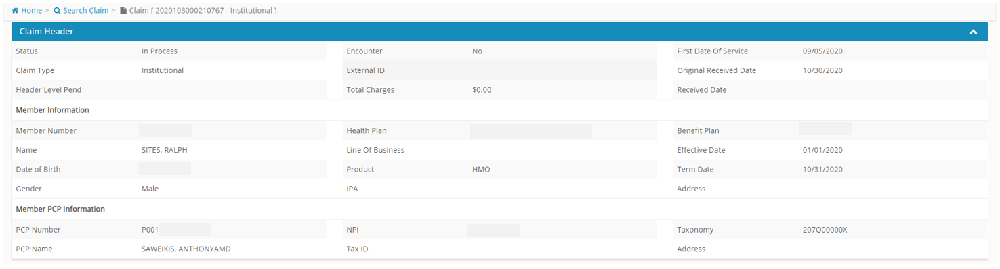 Home > Search Claim > Claim [ 2020103000210767 - Institutional ]
Claim Header
Status In Process Encounter No First Date Of Service 09/05/2020
Claim Type Institutional External ID Original Received Date 10/30/2020
Header Level Pend Total Charges $0.00 Received Date
Member Information
Member Number Health Plan Benefit Plan
Name SITES, RALPH Line Of Business Effective Date 01/01/2020
Date of Birth Product HMO Term Date 10/31/2020
Gender Male IPA Address
Member PCP Information
PCP Number P001 NPI Taxonomy 207Q00000X
PCP Name SAWEIKIS, ANTHONYAMD Tax ID Address